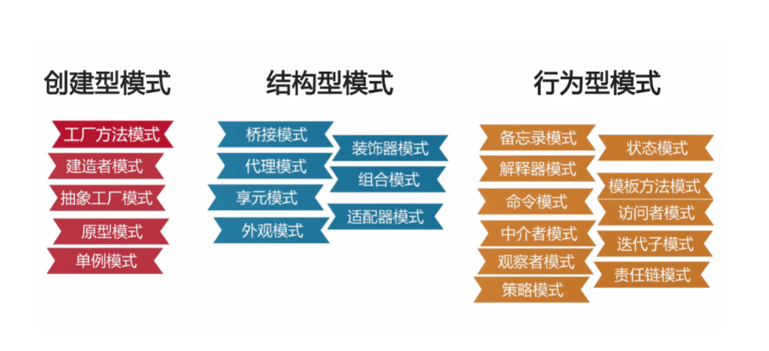 创建型模式
工厂方法模式
建造者模式
抽象工厂模式
原型模式
单例模式
结构型模式
桥接模式
代理模式
享元模式
外观模式
装饰器模式
组合模式
适配器模式
行为型模式
备忘录模式
解释器模式
命令模式
中介者模式
观察者模式
策略模式
状态模式
模板方法模式
访问者模式
迭代子模式
责任链模式